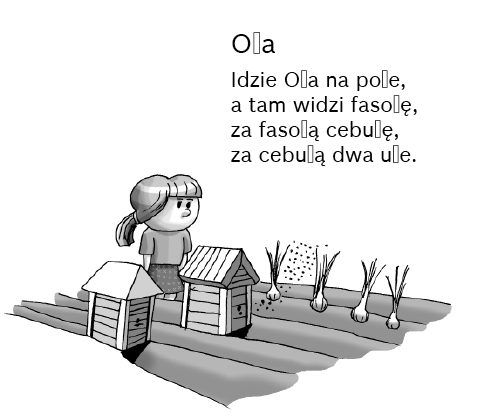 O▯a
Idzie O▯a na po▯e,
a tam widzi faso▯ę,
za faso▯ą cebu▯ę,
za cebu▯ą dwa u▯e.